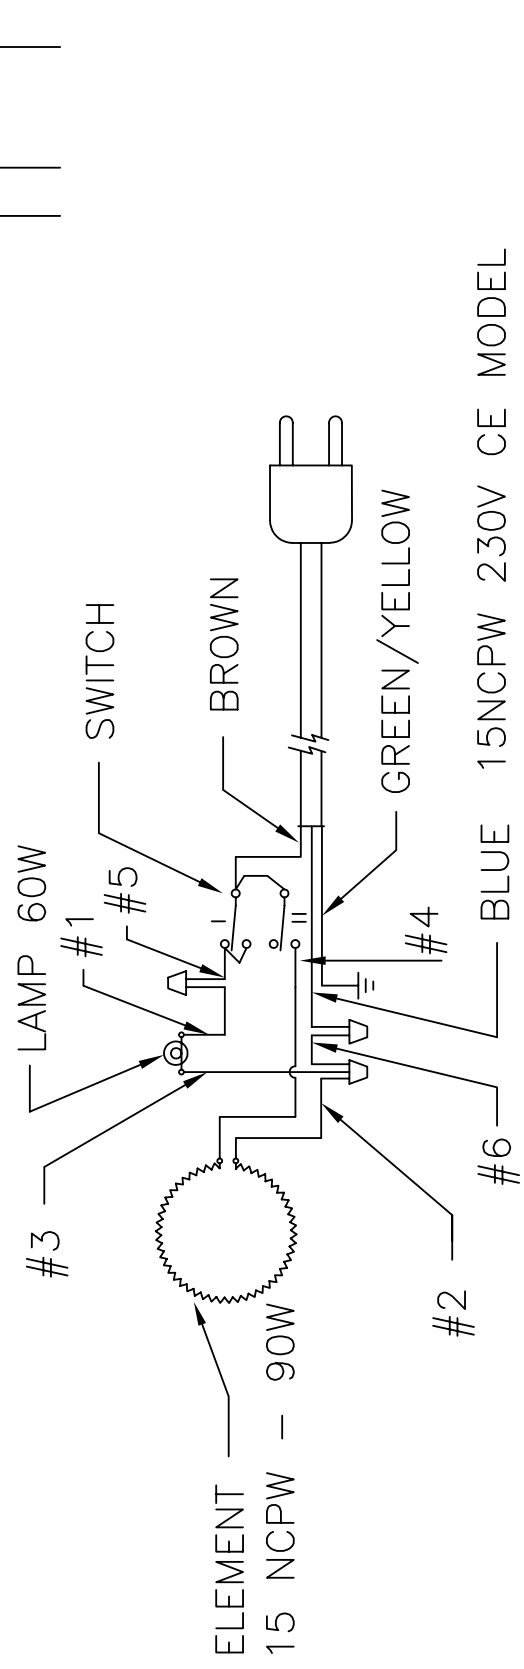 LAMP 60W
SWITCH
#1
#5
BROWN
I
II
#3
#4
GREEN/YELLOW
BLUE
#6
#2
ELEMENT
15 NCPW - 90W
15NCPW 230V CE MODEL